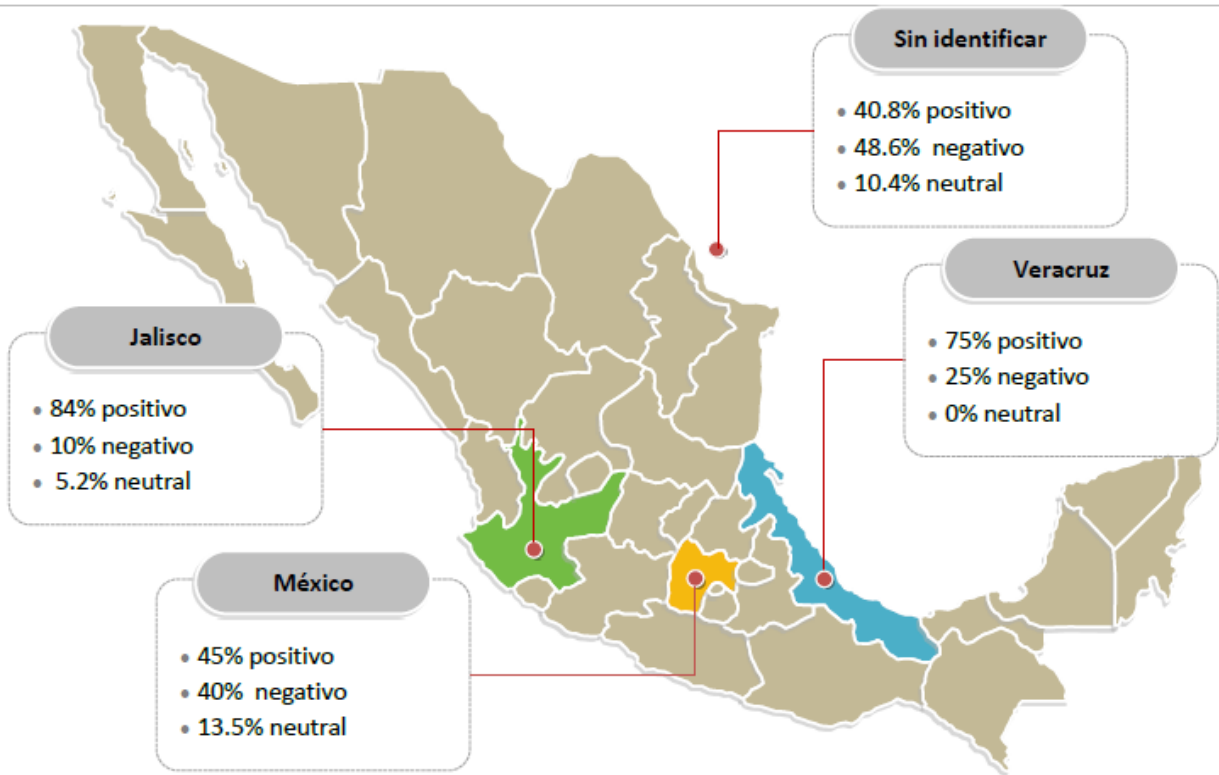 Sin identificar
• 40.8% positivo
• 48.6% negativo
• 10.4% neutral
Veracruz
• 75% positivo
• 25% negativo
• 0% neutral
Jalisco
• 84% positivo
• 10% negativo
• 5.2% neutral
México
• 45% positivo
• 40% negativo
• 13.5% neutral